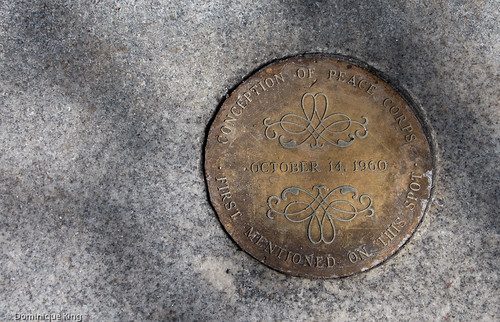 CONCEPTION OF PEACE CORPS
·OCTOBER 14, 1960·
·FIRST MENTIONED ON THIS SPOT·
© Dominique King